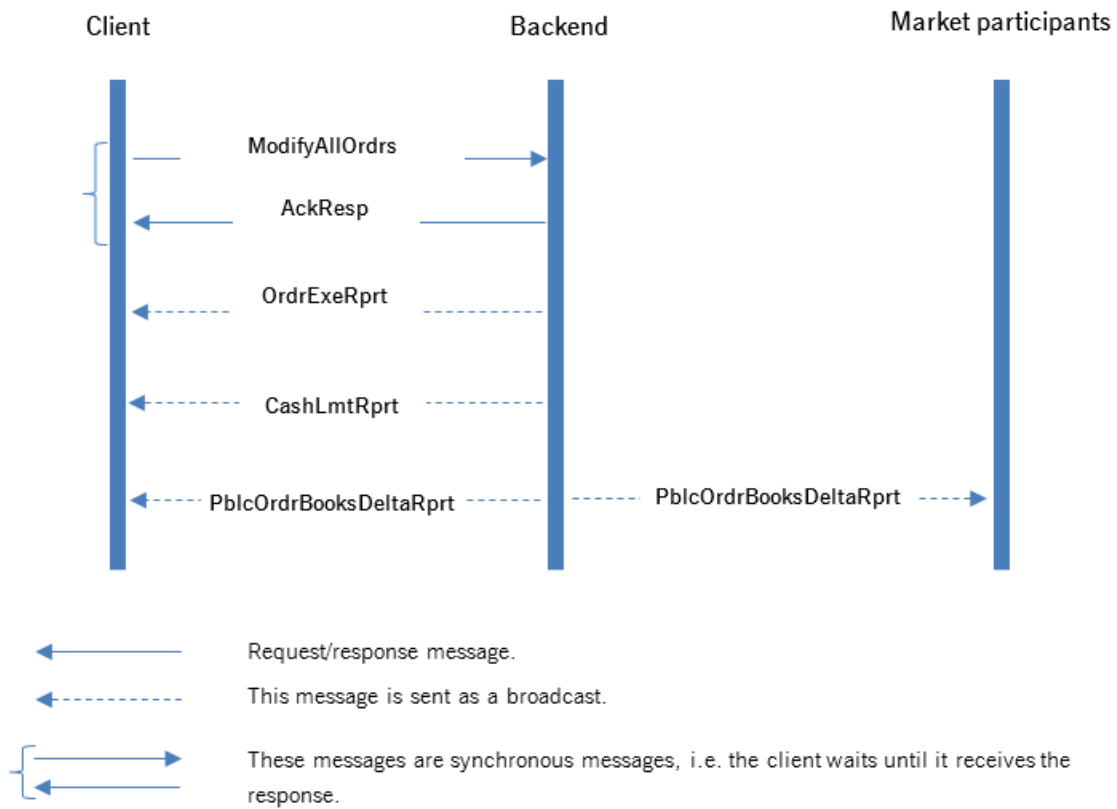 Client
Backend
Market participants
ModifyAllOrdrs
AckResp
OrdrExeRprt
CashLmtRprt
PblcOrdrBooksDeltaRprt
PblcOrdrBooksDeltaRprt
Request/response message.
This message is sent as a broadcast.
These messages are synchronous messages, i.e. the client waits until it receives the
response.